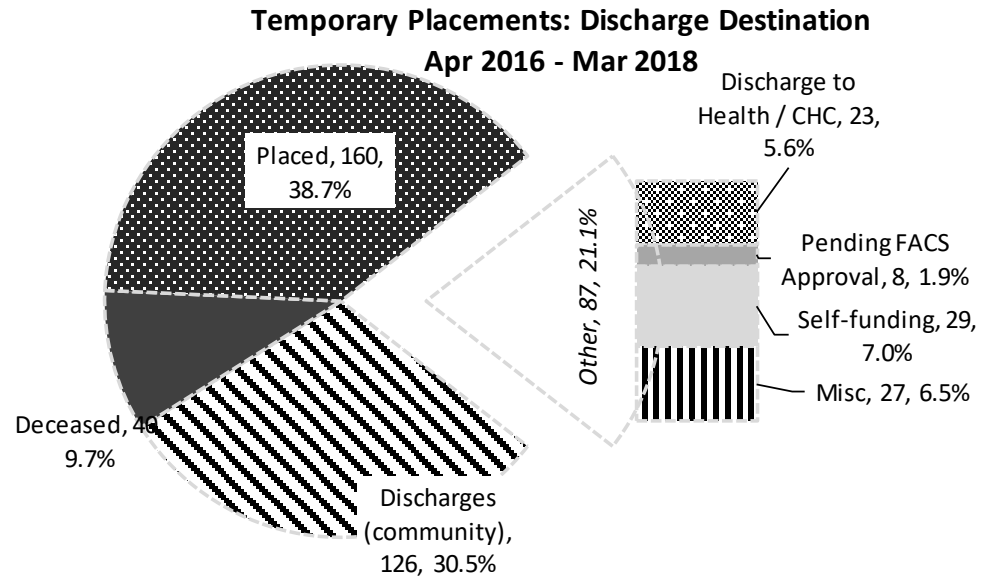 Temporary Placements: Discharge Destination
Apr 2016 - Mar 2018
Discharge to
Health / CHC, 23,
5.6%
Placed, 160,
38.7%
Other, 87, 21.1%
Pending FACS
Approval, 8, 1.9%
Self-funding, 29,
7.0%
Misc, 27, 6.5%
Deceased, 40
9.7%
Discharges
(community),
126, 30.5%